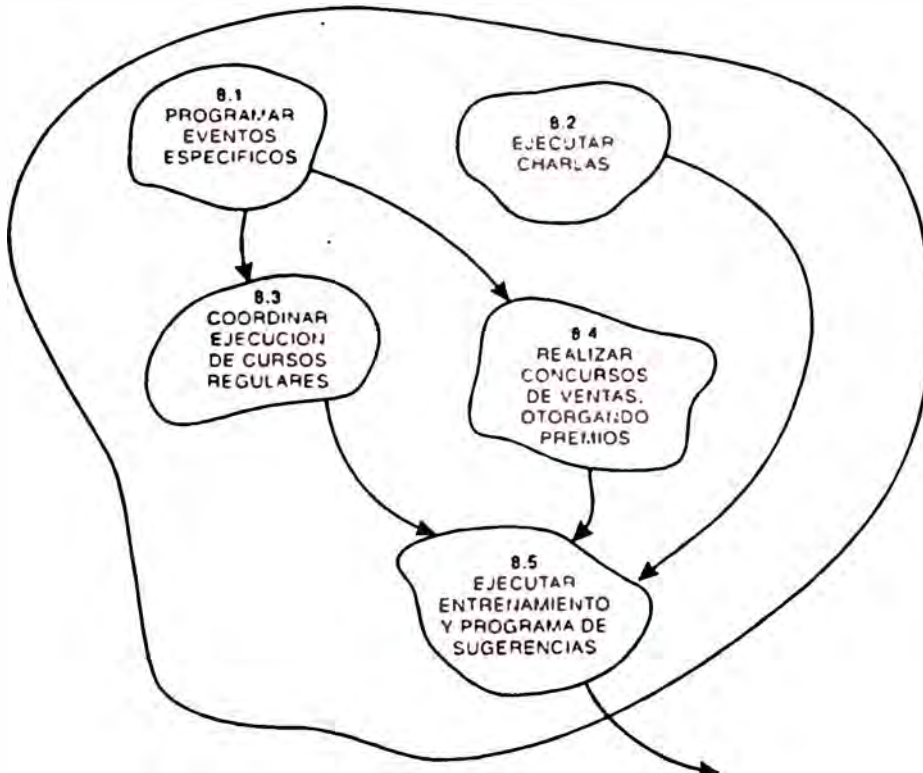 8.1
PROGRAMAR
EVENTOS
ESPECIFICOS
8.2
EJECUTAR
CHARLAS
8.3
COORDINAR
EJECUCION
DE CURSOS
REGULARES
8.4
REALIZAR
CONCURSOS
DE VENTAS,
OTORGANDO
PREMIOS
8.5
EJECUTAR
ENTRENAMIENTO
Y PROGRAMA DE
SUGERENCIAS